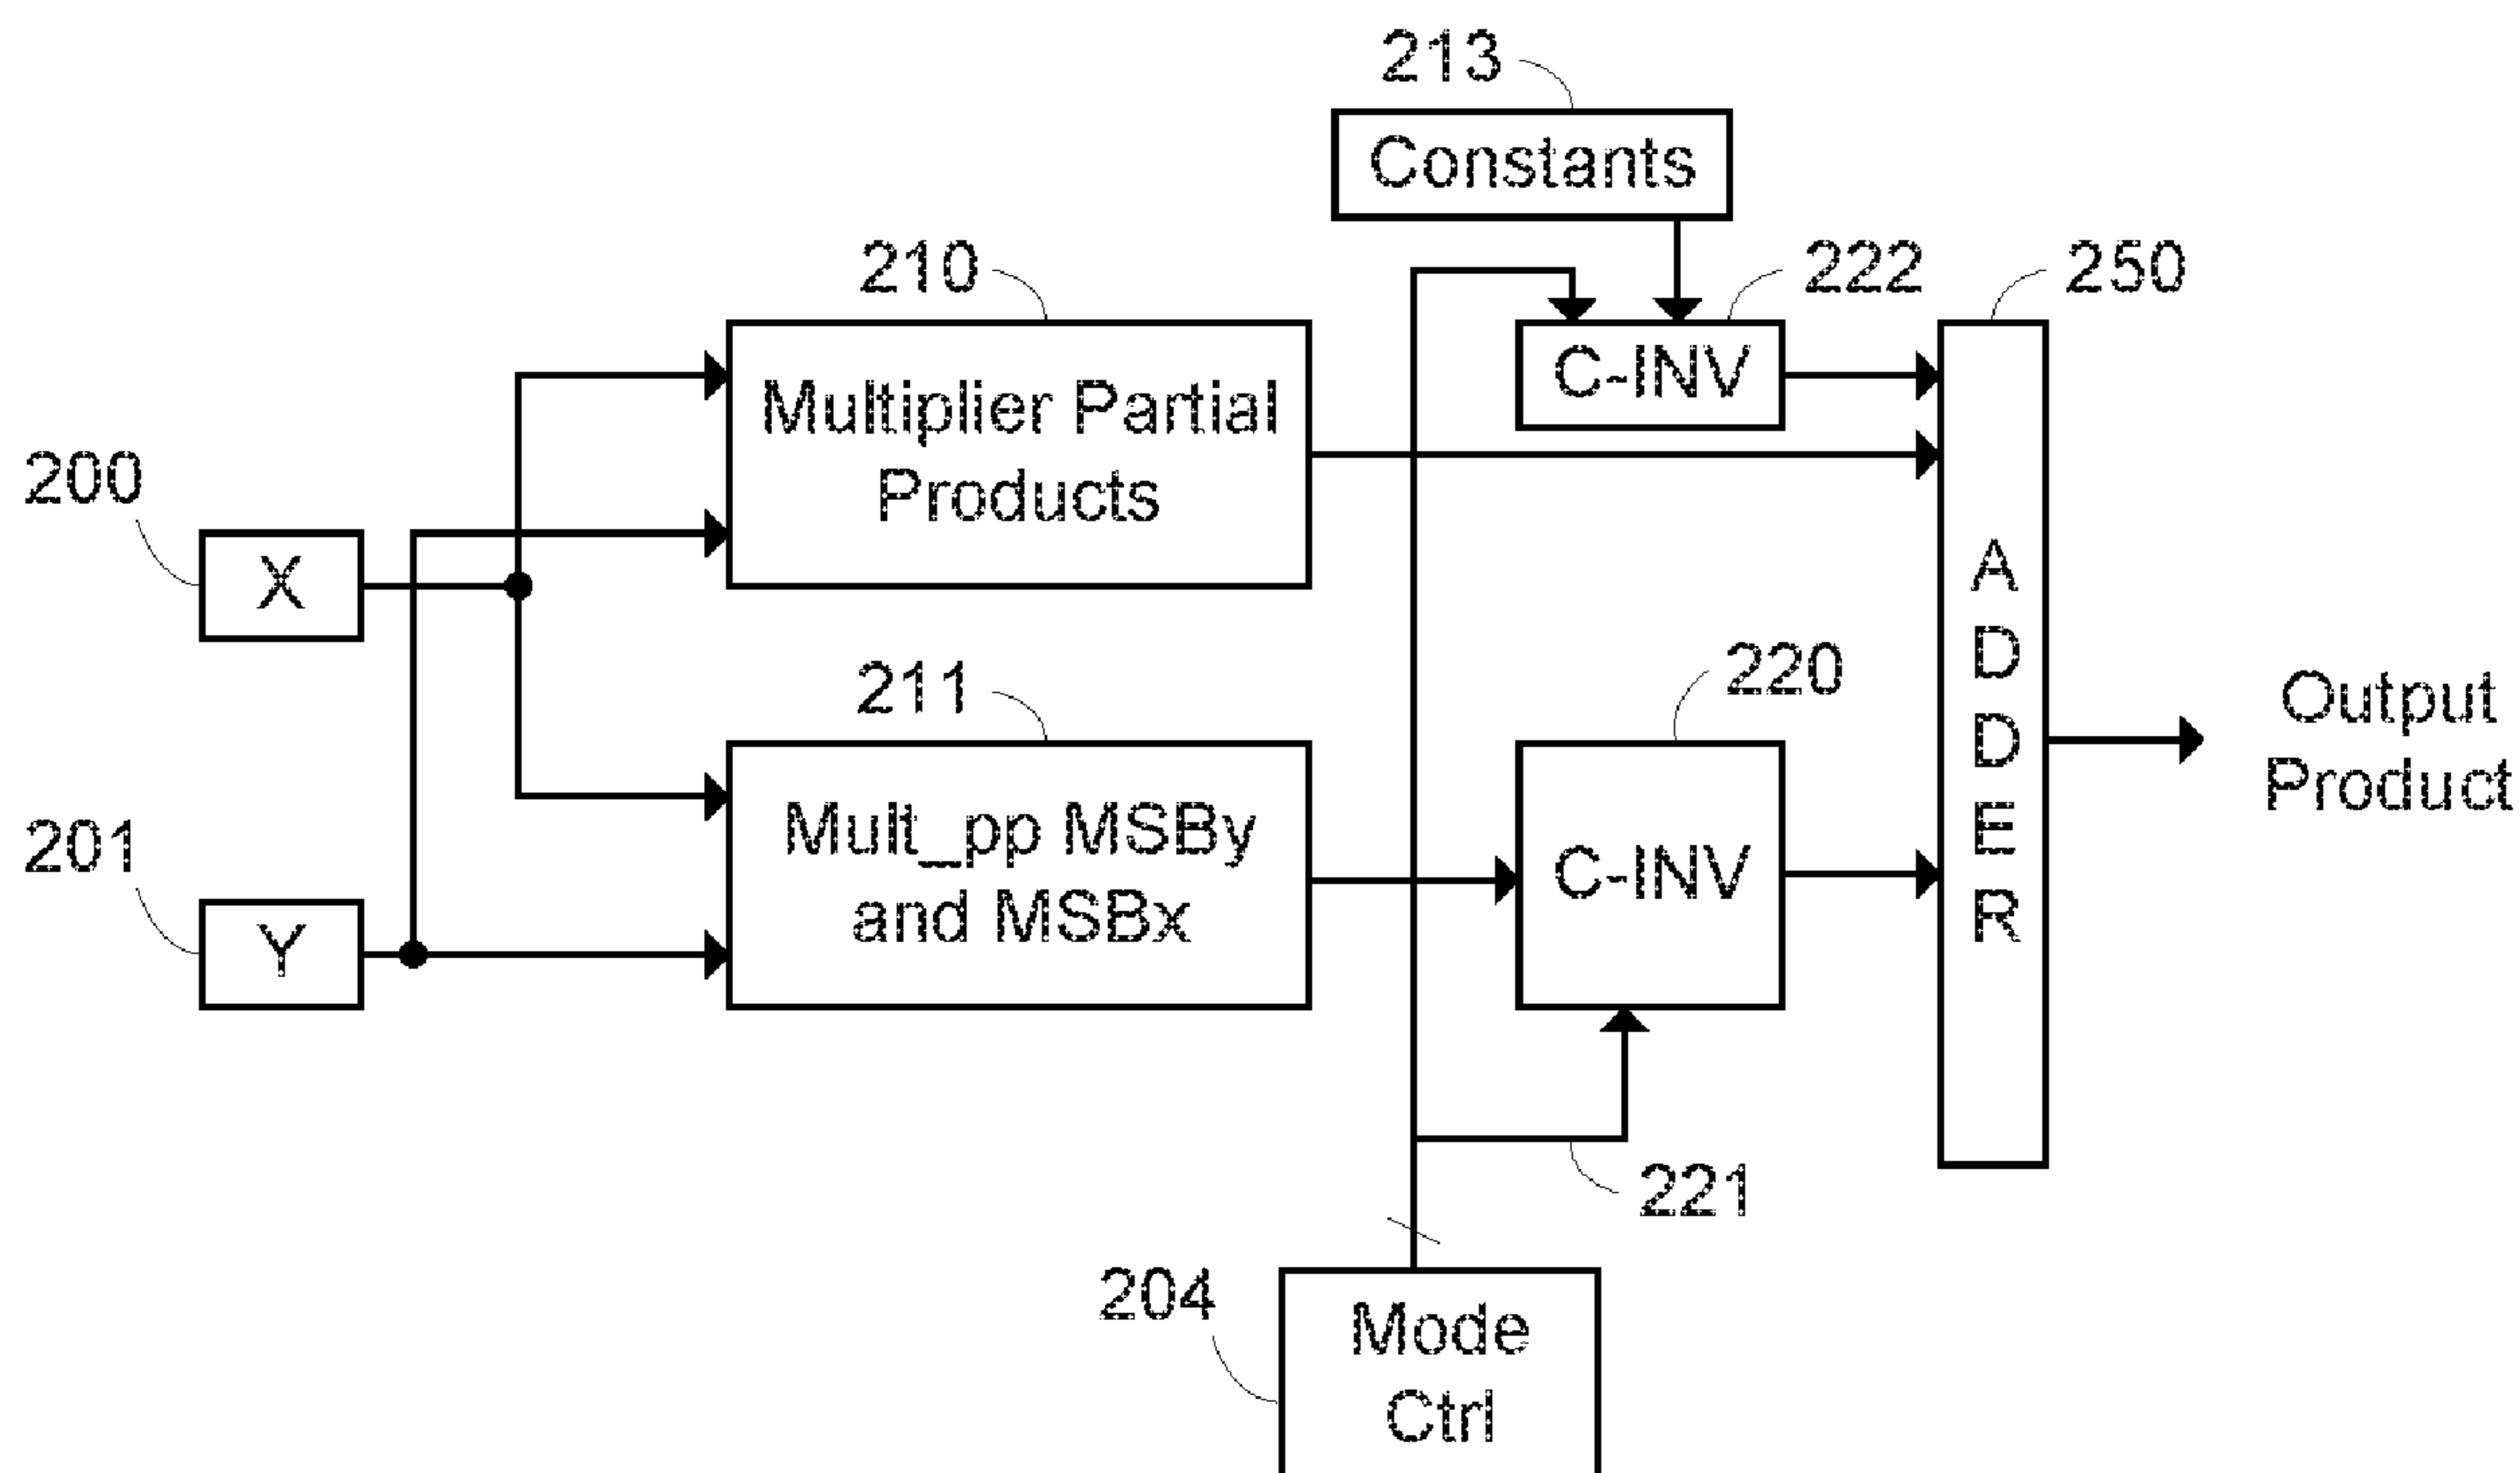 213
Constants
210
222
250
Multiplier Partial
Products
C-INV
200
X
ADDER
211
220
Output
Product
201
Y
Mult_pp MSBy
and MSBx
C-INV
221
204
Mode
Ctrl